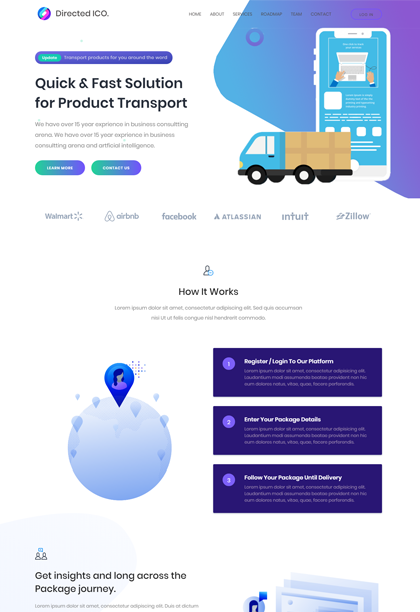 Directed ICO.
HOME ABOUT SERVICES ROADMAP TEAM CONTACT SIGN IN
Update Transport products for you around the word
Quick & Fast Solution
for Product Transport
We have over 15 year exprience in business consultting
arena. We have over 15 year exprience in business
consultting arena and artficial intelligence.
LEARN MORE CONTACT US
Walmart airbnb facebook ATLASSIAN intuit Zillow
How It Works
Lorem ipsum dolor sit amet, consectetur adipiscing elit. Sed quis accumsan
nisi Ut ut felis congue nisl hendrerit commodo.
1 Register / Login To Our Platform
Lorem ipsum dolor sit amet, consectetur adipisicing elit.
Laudantium modi assumenda beatae provident non hic
eum dolores natus, vitae, quae, facere perferendis.
2 Enter Your Package Details
Lorem ipsum dolor sit amet, consectetur adipisicing elit.
Laudantium modi assumenda beatae provident non hic
eum dolores natus, vitae, quae, facere perferendis.
3 Follow Your Package Until Delivery
Lorem ipsum dolor sit amet, consectetur adipisicing elit.
Laudantium modi assumenda beatae provident non hic
eum dolores natus, vitae, quae, facere perferendis.
Get insights and long across the
Package journey.
Lorem ipsum dolor sit amet, consectetur adipiscing elit. Duis at dictum